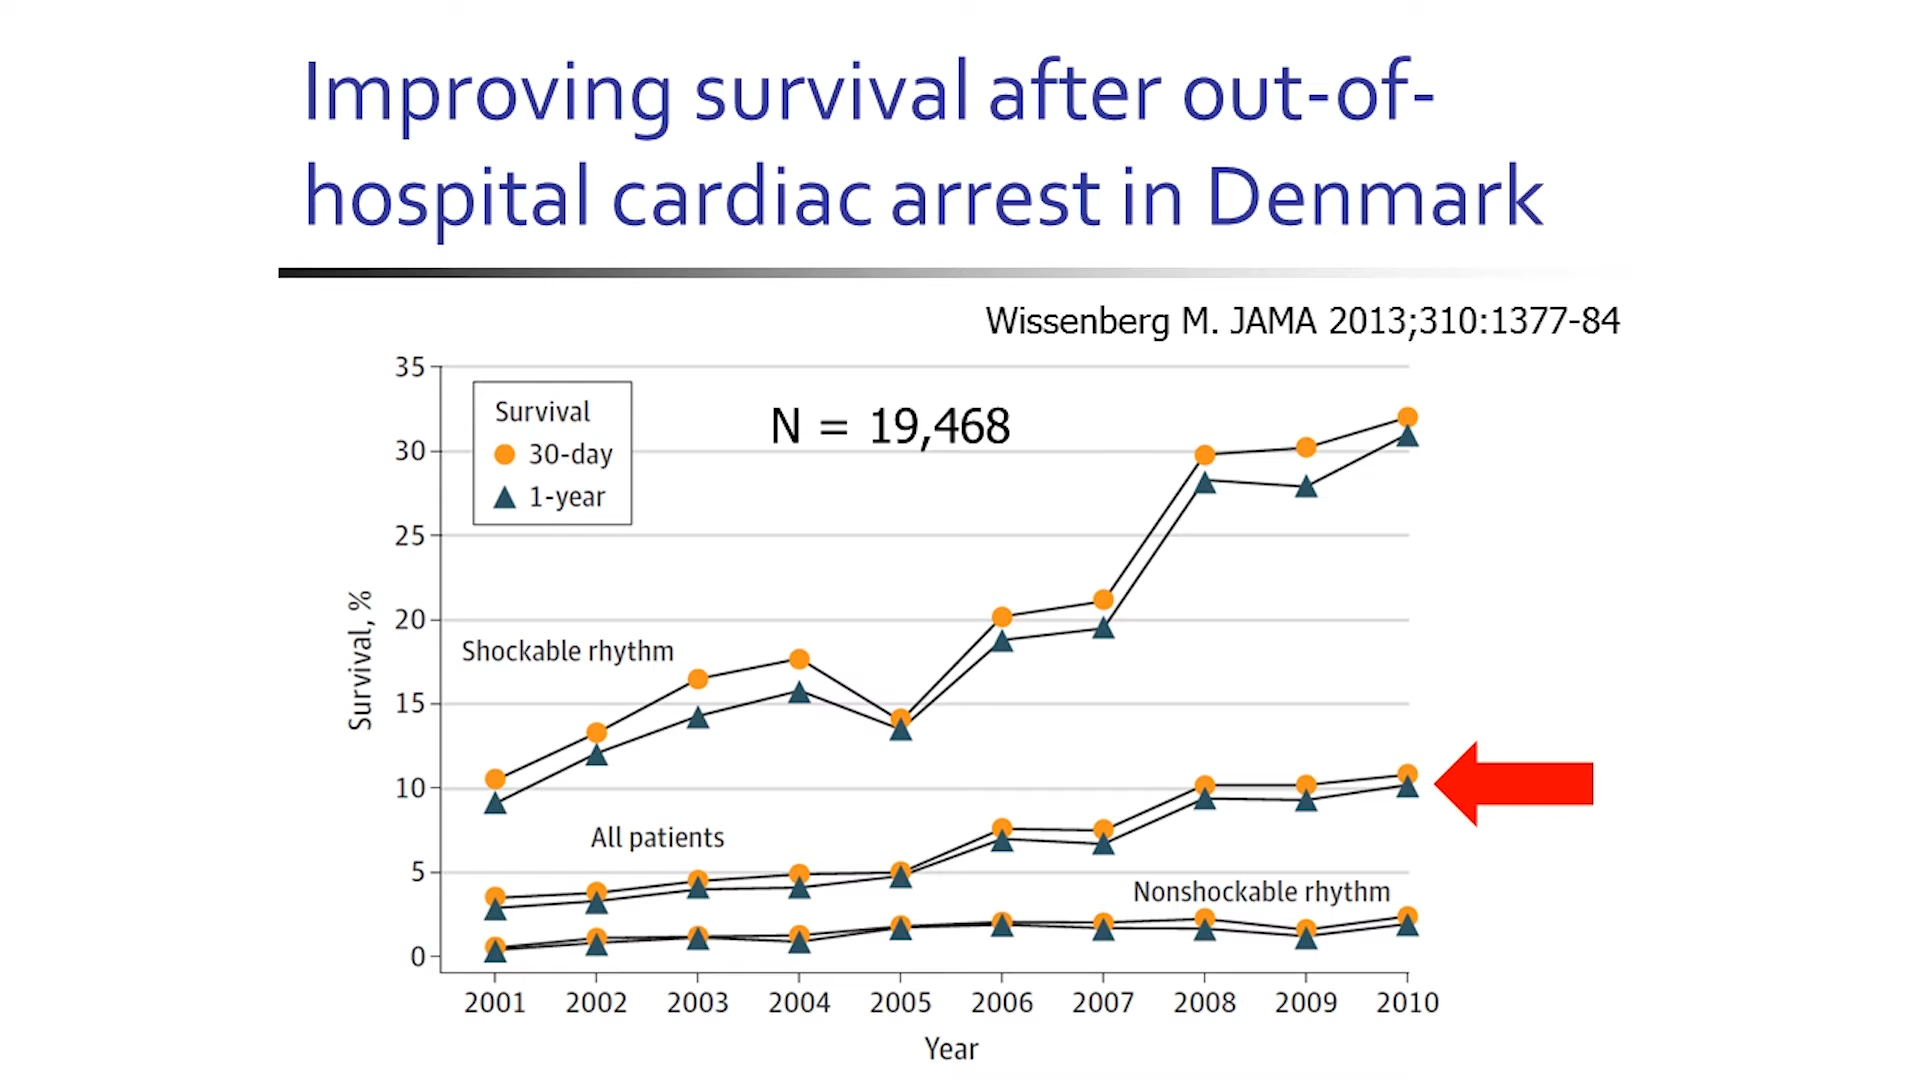 Improving survival after out-of-
hospital cardiac arrest in Denmark
Wissenberg M. JAMA 2013;310:1377-84
N = 19,468
Survival
30-day
1-year
Survival, %
35
30
25
20
15
10
5
0
Shockable rhythm
All patients
Nonshockable rhythm
2001 2002 2003 2004 2005 2006 2007 2008 2009 2010
Year